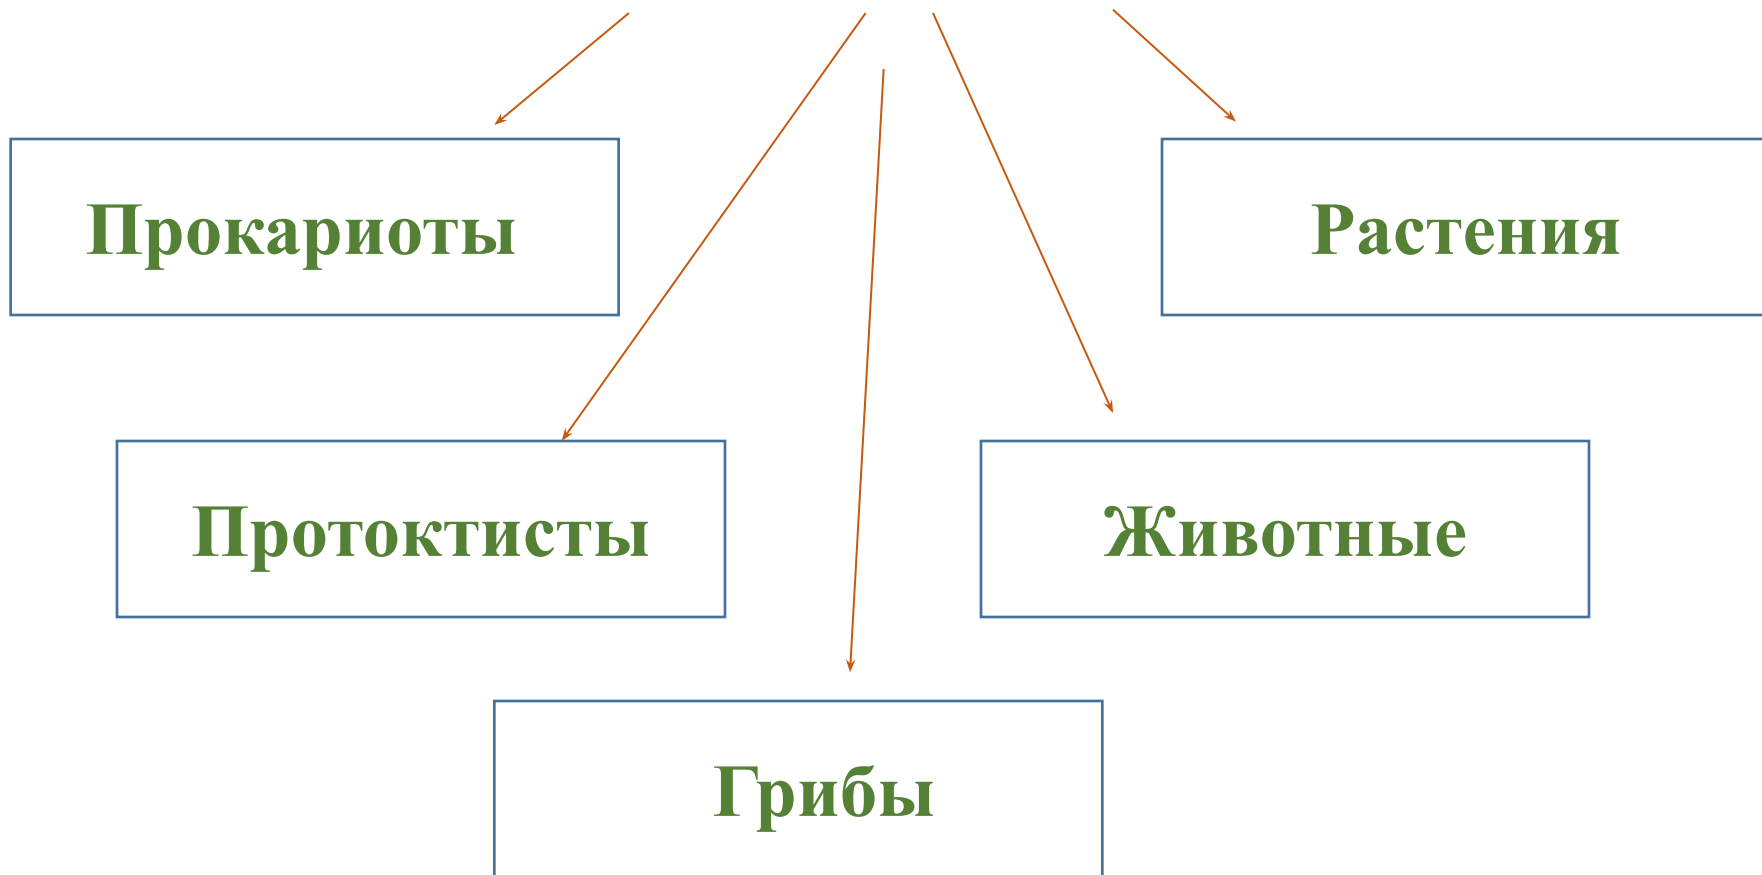 Прокариоты
Растения
Протоктисты
Животные
Грибы